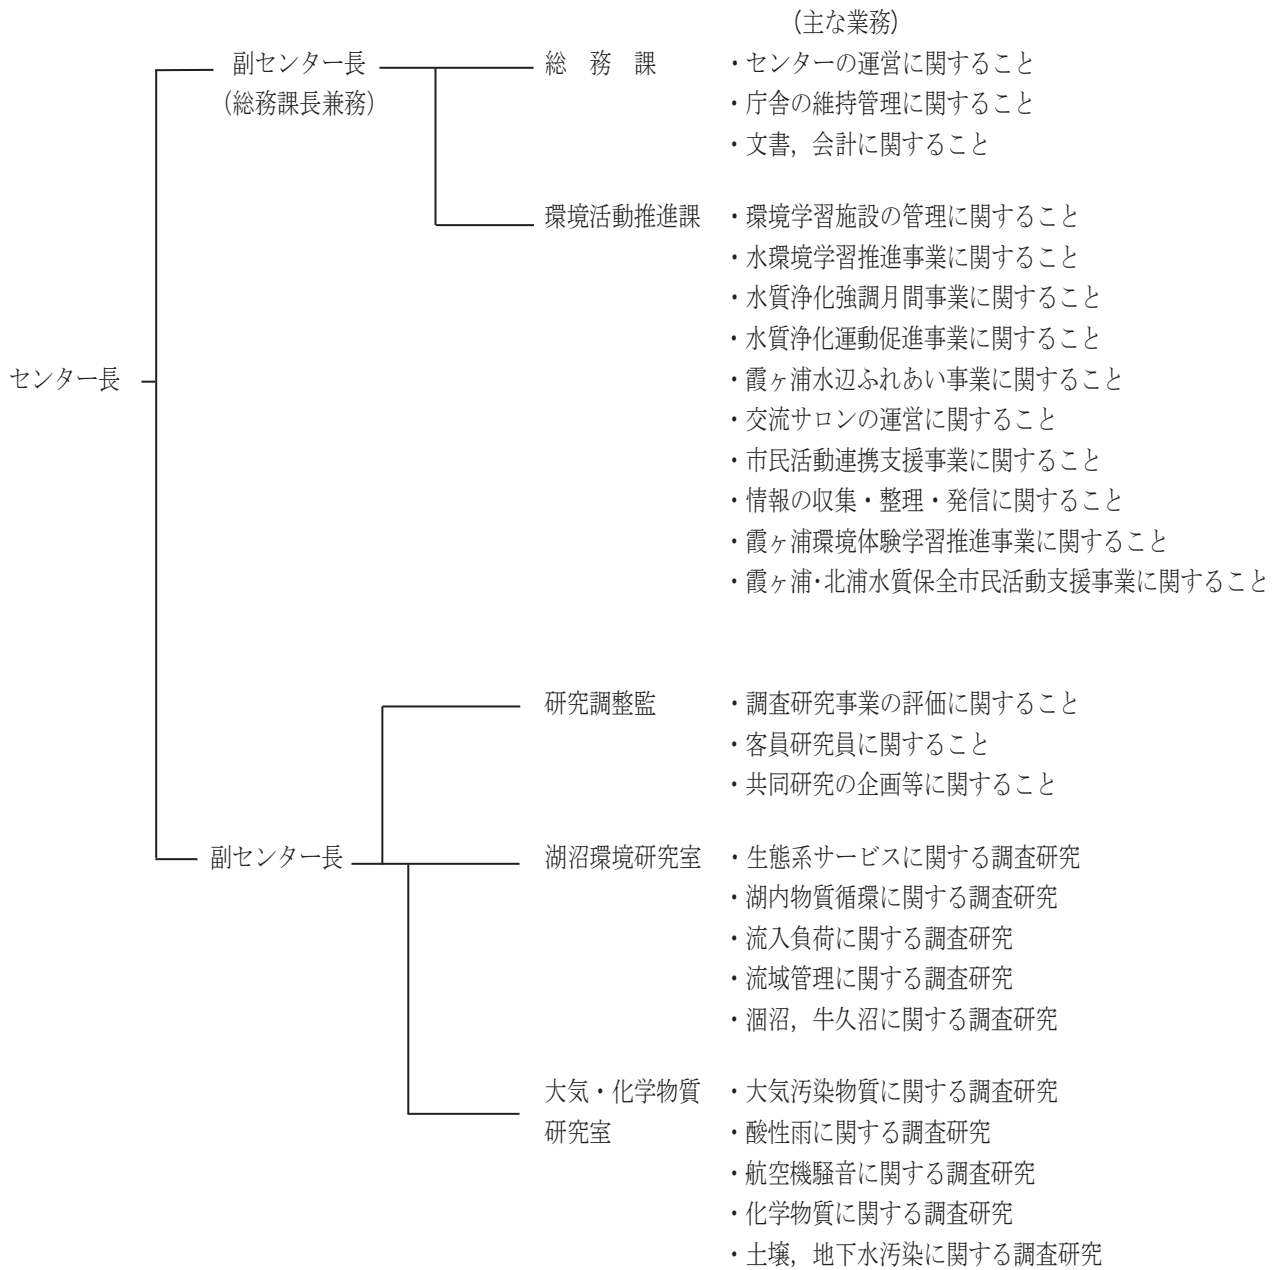 （主な業務）
副センター長
（総務課長兼務）
総　務　課
・センターの運営に関すること
・庁舎の維持管理に関すること
・文書，会計に関すること
環境活動推進課
・環境学習施設の管理に関すること
・水環境学習推進事業に関すること
・水質浄化強調月間事業に関すること
・水質浄化運動促進事業に関すること
・霞ヶ浦水辺ふれあい事業に関すること
・交流サロンの運営に関すること
・市民活動連携支援事業に関すること
・情報の収集・整理・発信に関すること
・霞ヶ浦環境体験学習推進事業に関すること
・霞ヶ浦･北浦水質保全市民活動支援事業に関すること
センター長
副センター長
研究調整監
・調査研究事業の評価に関すること
・客員研究員に関すること
・共同研究の企画等に関すること
湖沼環境研究室
・生態系サービスに関する調査研究
・湖内物質循環に関する調査研究
・流入負荷に関する調査研究
・流域管理に関する調査研究
・涸沼，牛久沼に関する調査研究
大気・化学物質
研究室
・大気汚染物質に関する調査研究
・酸性雨に関する調査研究
・航空機騒音に関する調査研究
・化学物質に関する調査研究
・土壌，地下水汚染に関する調査研究